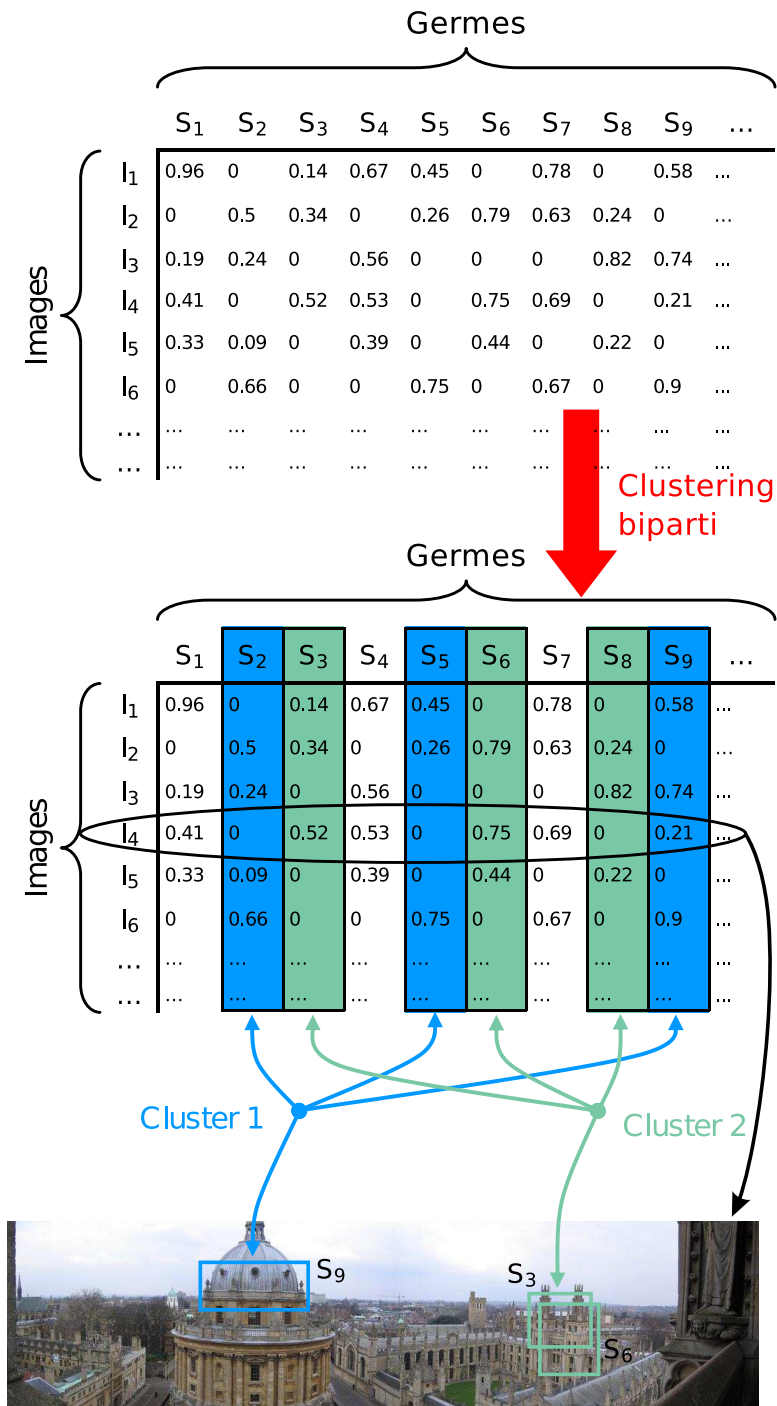 Germes
S1 S2 S3 S4 S5 S6 S7 S8 S9 ...
Images
I1 0.96 0 0.14 0.67 0.45 0 0.78 0 0.58 ...
I2 0 0.5 0.34 0 0.26 0.79 0.63 0.24 0 ...
I3 0.19 0.24 0 0.56 0 0 0 0.82 0.74 ...
I4 0.41 0 0.52 0.53 0 0.75 0.69 0 0.21 ...
I5 0.33 0.09 0 0.39 0 0.44 0 0.22 0 ...
I6 0 0.66 0 0 0.75 0 0.67 0 0.9 ...
... ... ... ... ... ... ... ... ... ... ...
... ... ... ... ... ... ... ... ... ... ...
Clustering
biparti
Germes
S1 S2 S3 S4 S5 S6 S7 S8 S9 ...
Images
I1 0.96 0 0.14 0.67 0.45 0 0.78 0 0.58 ...
I2 0 0.5 0.34 0 0.26 0.79 0.63 0.24 0 ...
I3 0.19 0.24 0 0.56 0 0 0 0.82 0.74 ...
I4 0.41 0 0.52 0.53 0 0.75 0.69 0 0.21 ...
I5 0.33 0.09 0 0.39 0 0.44 0 0.22 0 ...
I6 0 0.66 0 0 0.75 0 0.67 0 0.9 ...
... ... ... ... ... ... ... ... ... ... ...
... ... ... ... ... ... ... ... ... ... ...
Cluster 1
Cluster 2
S9
S3
S6